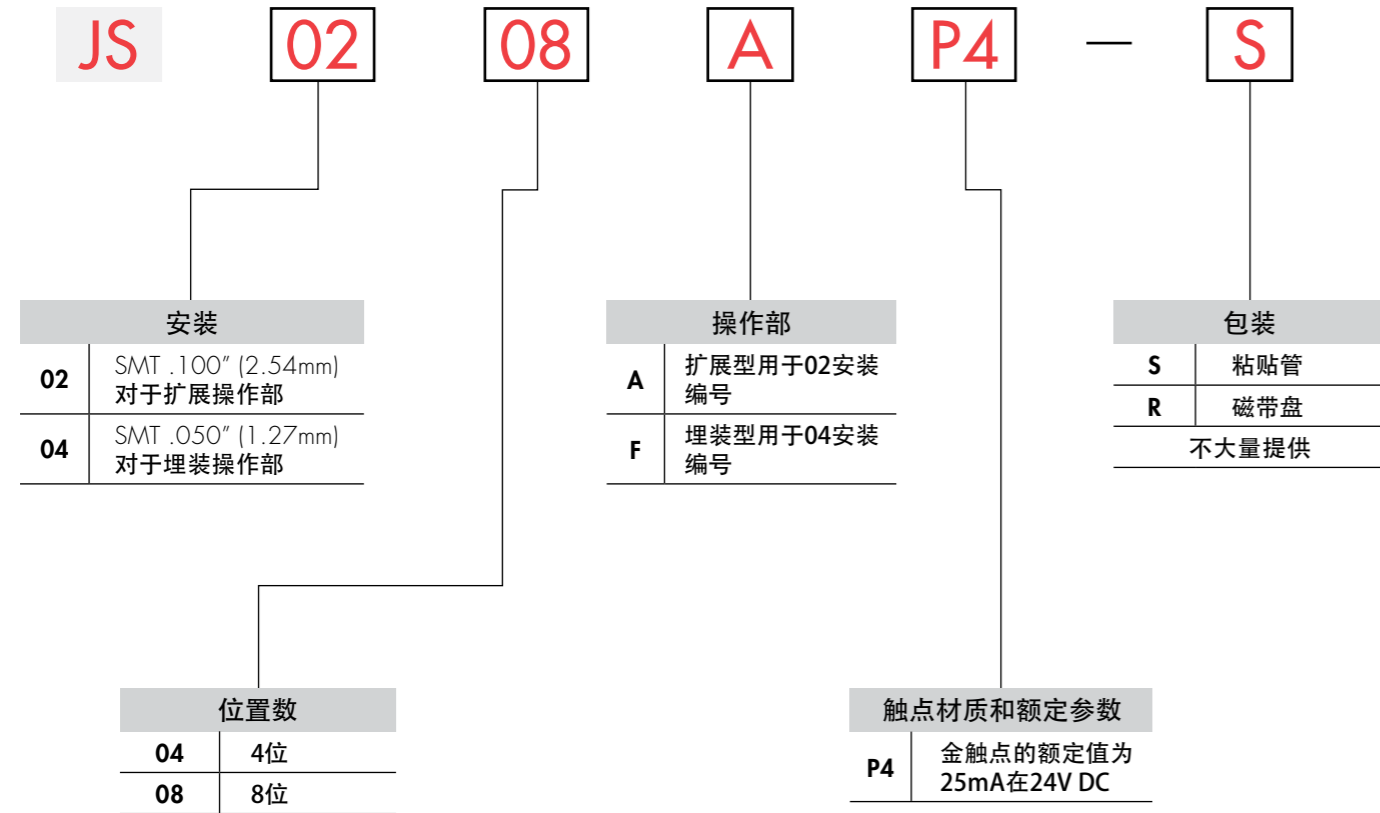 JS 02 08 A P4 — S
安装
02 SMT .100" (2.54mm)
对于扩展操作部
04 SMT .050" (1.27mm)
对于埋装操作部
操作部
A 扩展型用于02安装
编号
F 埋装型用于04安装
编号
包装
S 粘贴管
R 磁带盘
不大量提供
位置数
04 4位
08 8位
触点材质和额定参数
P4 金触点的额定值为
25mA在24V DC